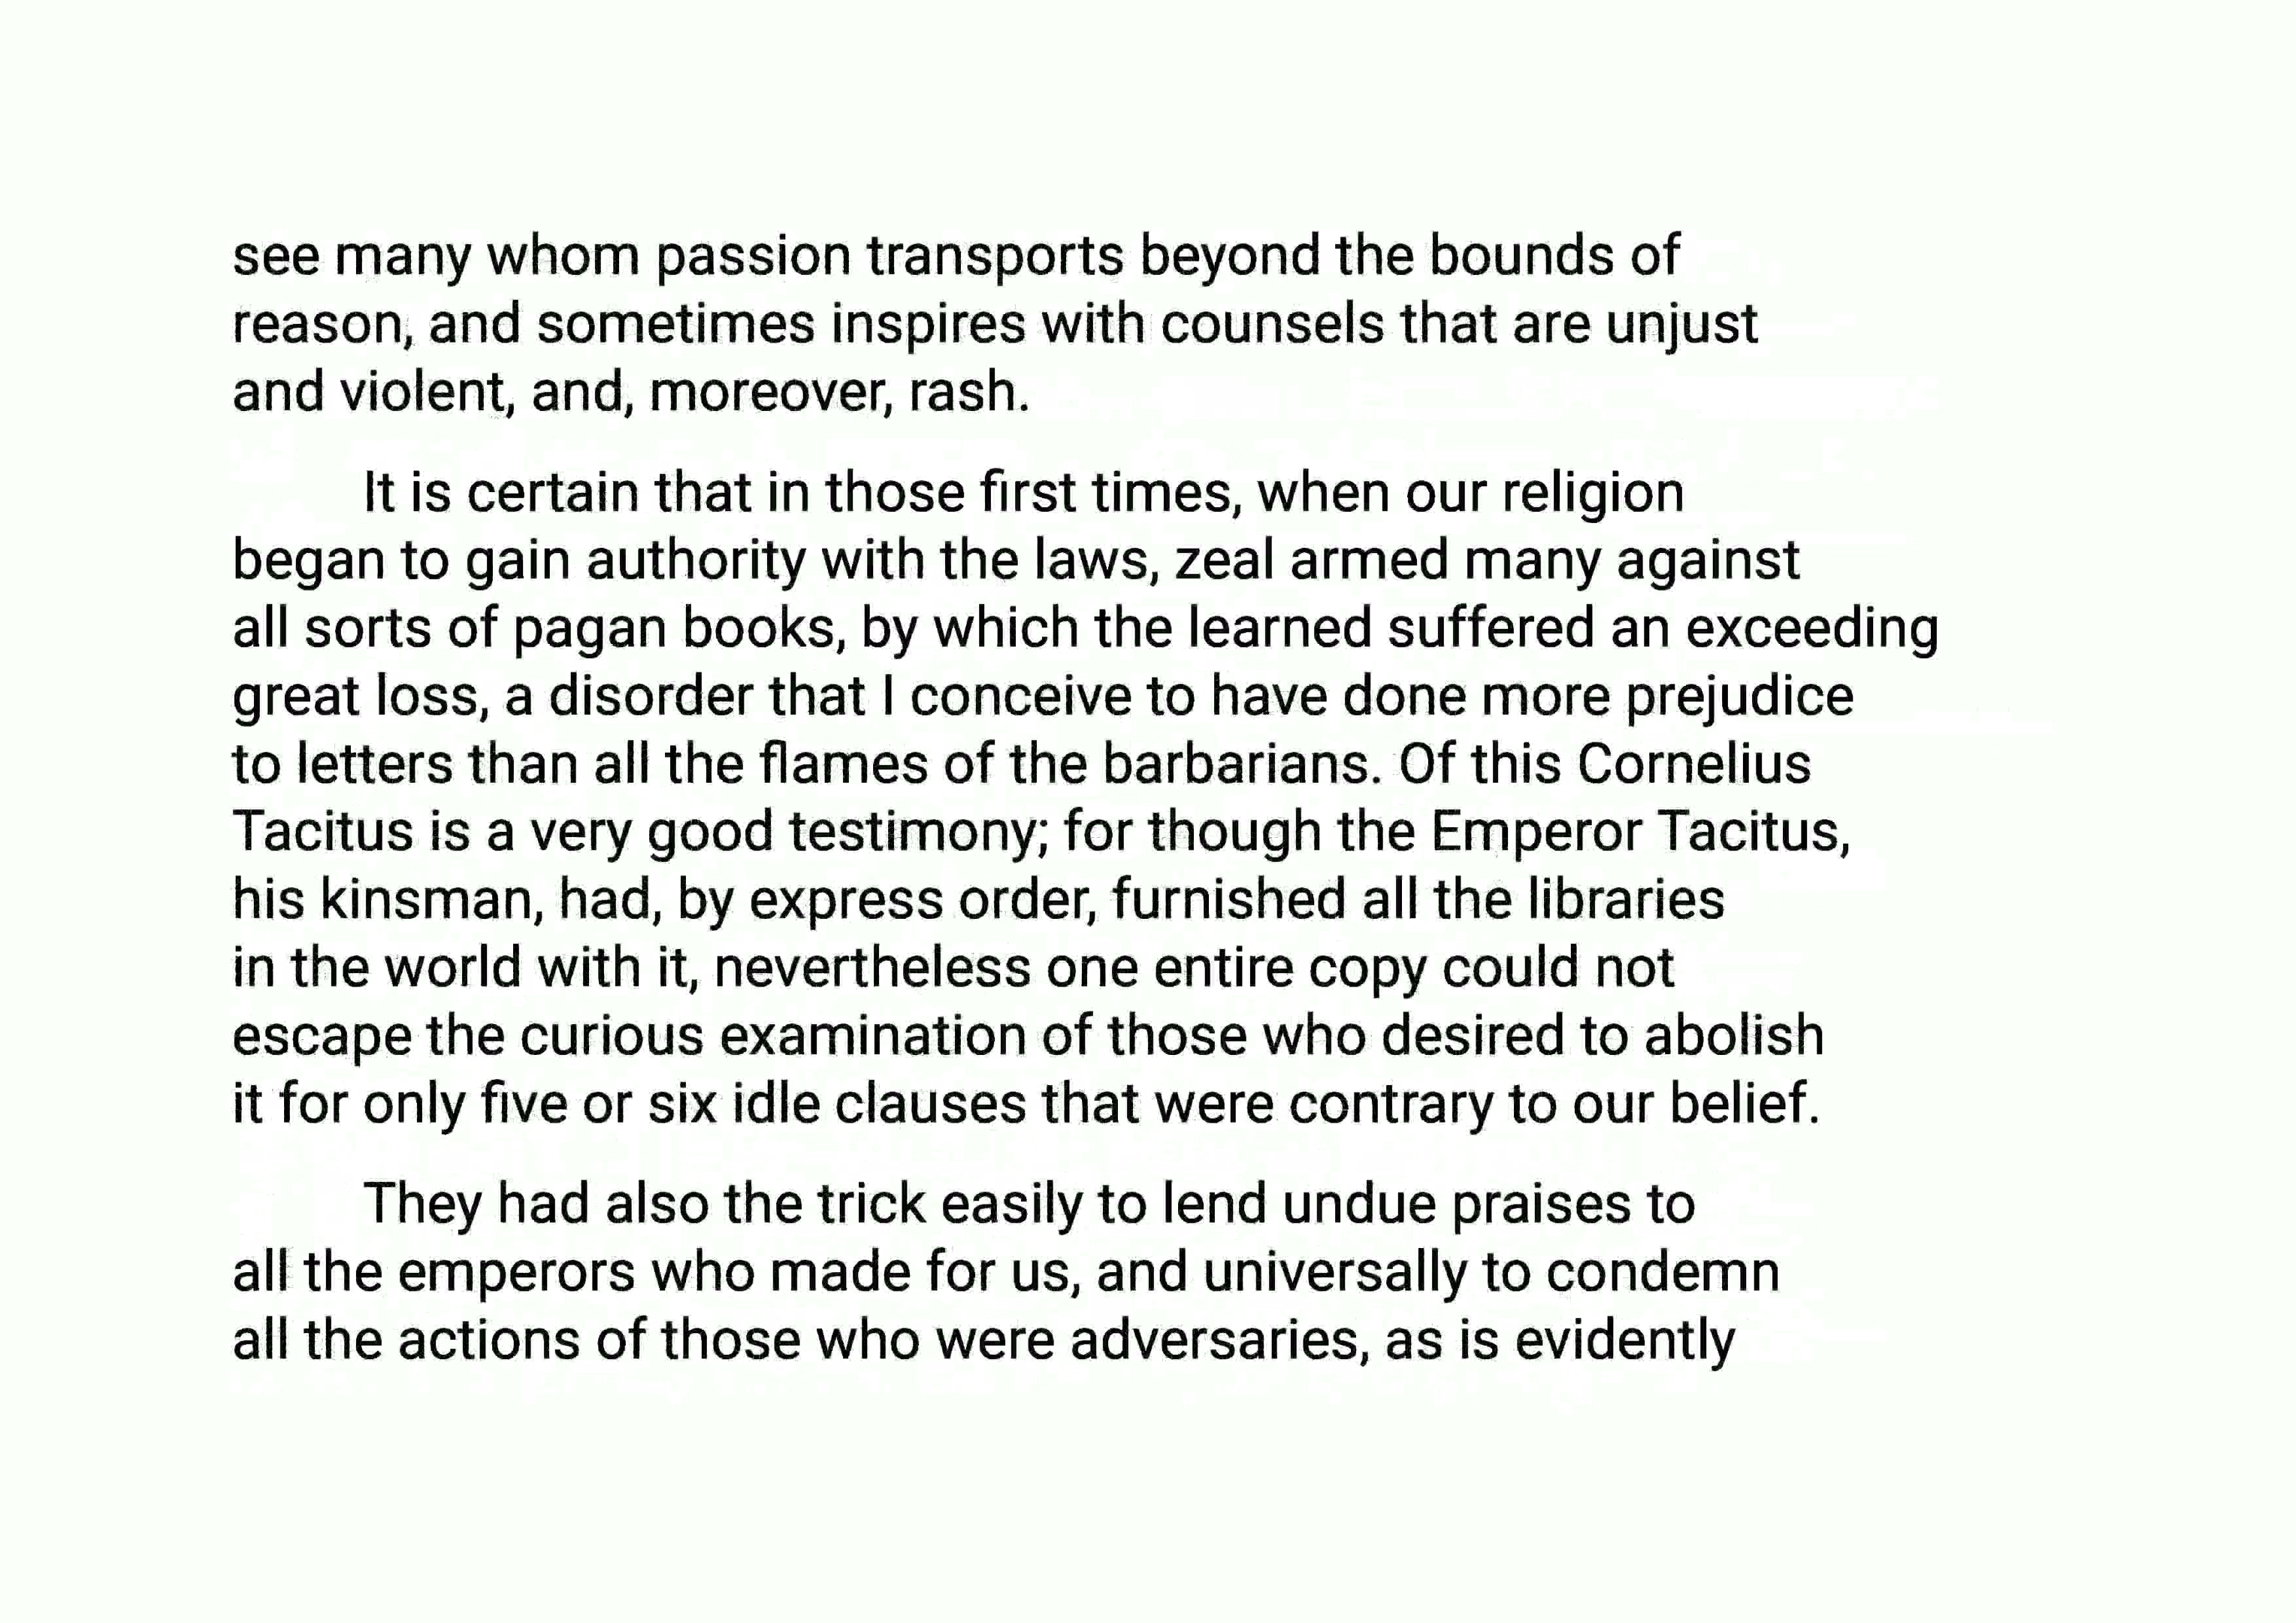 see many whom passion transports beyond the bounds of
reason, and sometimes inspires with counsels that are unjust
and violent, and, moreover, rash.
It is certain that in those first times, when our religion
began to gain authority with the laws, zeal armed many against
all sorts of pagan books, by which the learned suffered an exceeding
great loss, a disorder that I conceive to have done more prejudice
to letters than all the flames of the barbarians. Of this Cornelius
Tacitus is a very good testimony; for though the Emperor Tacitus,
his kinsman, had, by express order, furnished all the libraries
in the world with it, nevertheless one entire copy could not
escape the curious examination of those who desired to abolish
it for only five or six idle clauses that were contrary to our belief.
They had also the trick easily to lend undue praises to
all the emperors who made for us, and universally to condemn
all the actions of those who were adversaries, as is evidently